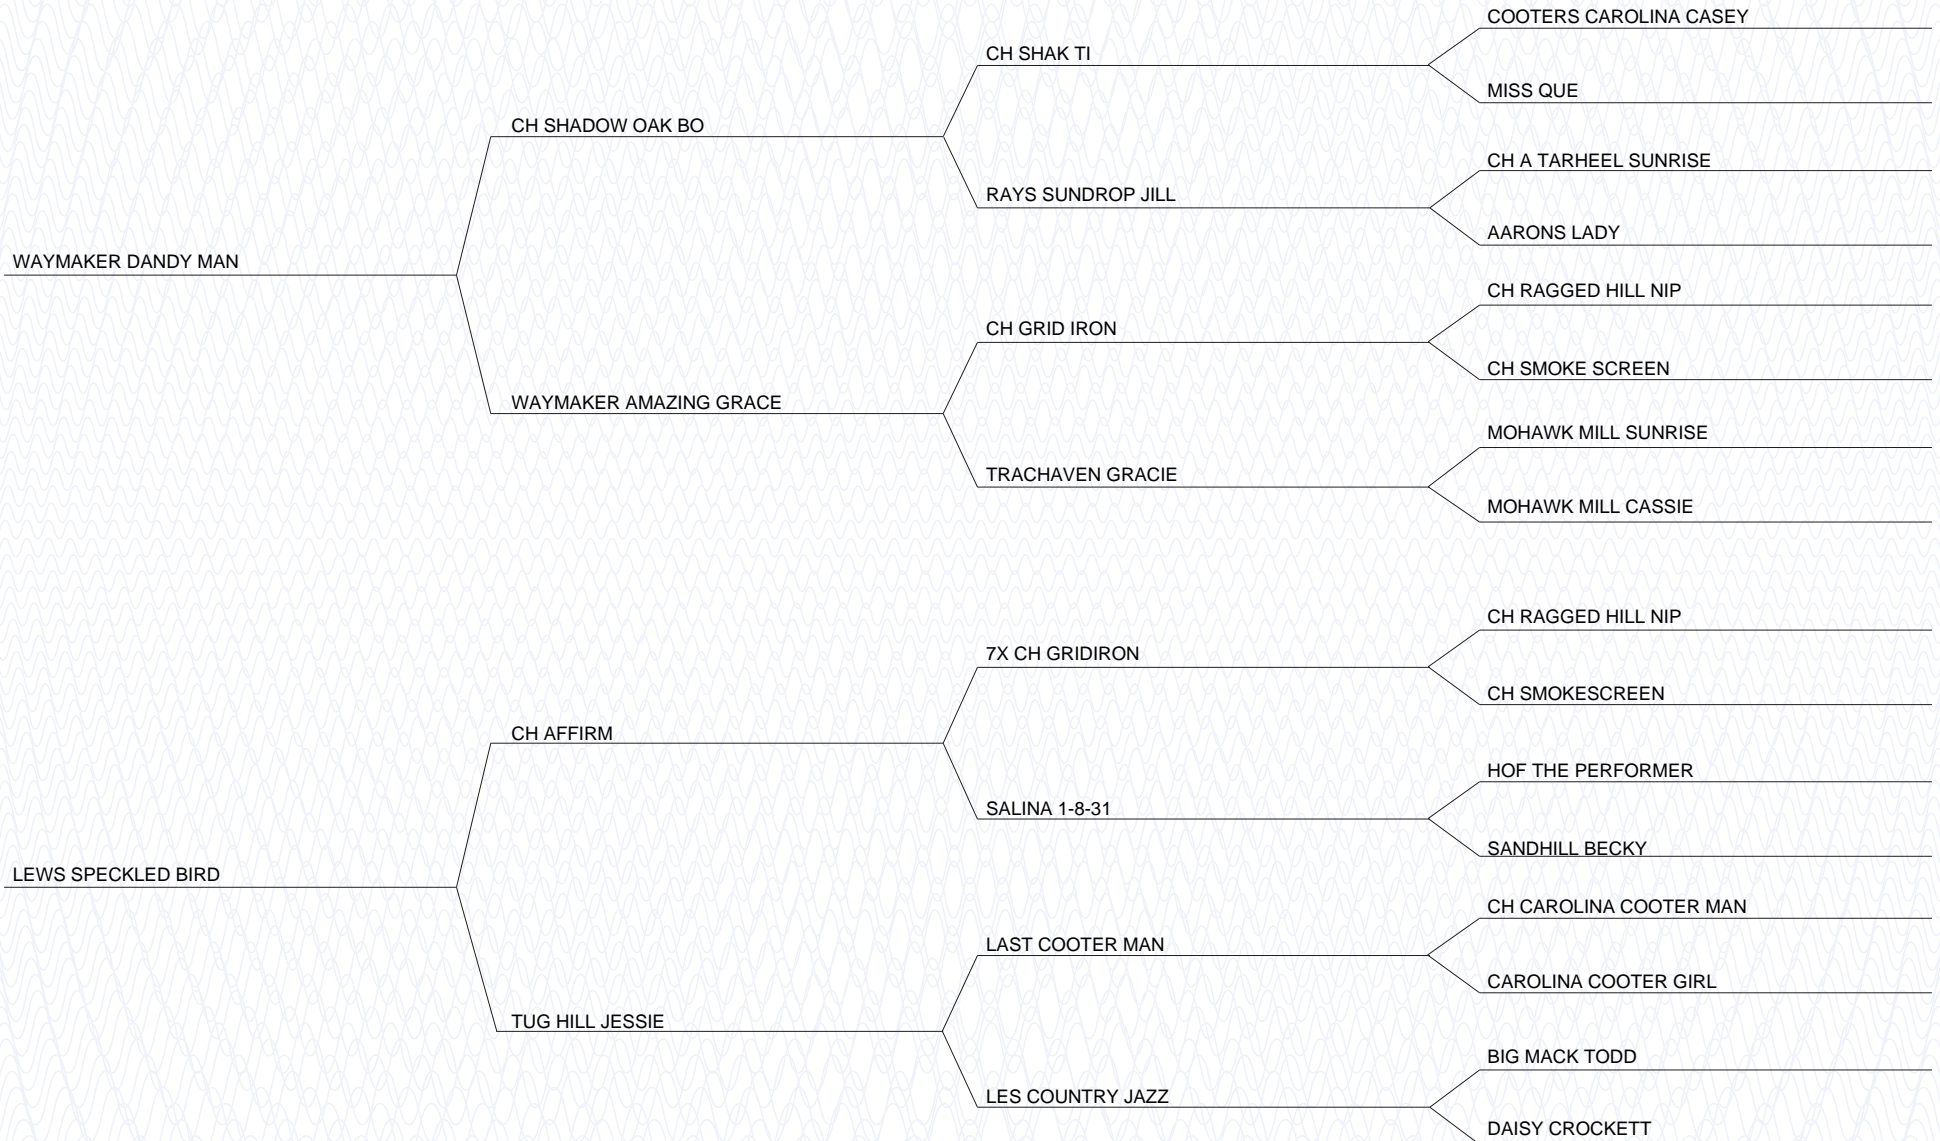 COOTERS CAROLINA CASEY
CH SHAK TI
MISS QUE
CH SHADOW OAK BO
CH A TARHEEL SUNRISE
RAYS SUNDROP JILL
AARONS LADY
WAYMAKER DANDY MAN
CH RAGGED HILL NIP
CH GRID IRON
CH SMOKE SCREEN
WAYMAKER AMAZING GRACE
MOHAWK MILL SUNRISE
TRACHAVEN GRACIE
MOHAWK MILL CASSIE
CH RAGGED HILL NIP
7X CH GRIDIRON
CH SMOKESCREEN
CH AFFIRM
HOF THE PERFORMER
SALINA 1-8-31
SANDHILL BECKY
LEWS SPECKLED BIRD
CH CAROLINA COOTER MAN
LAST COOTER MAN
CAROLINA COOTER GIRL
TUG HILL JESSIE
BIG MACK TODD
LES COUNTRY JAZZ
DAISY CROCKETT